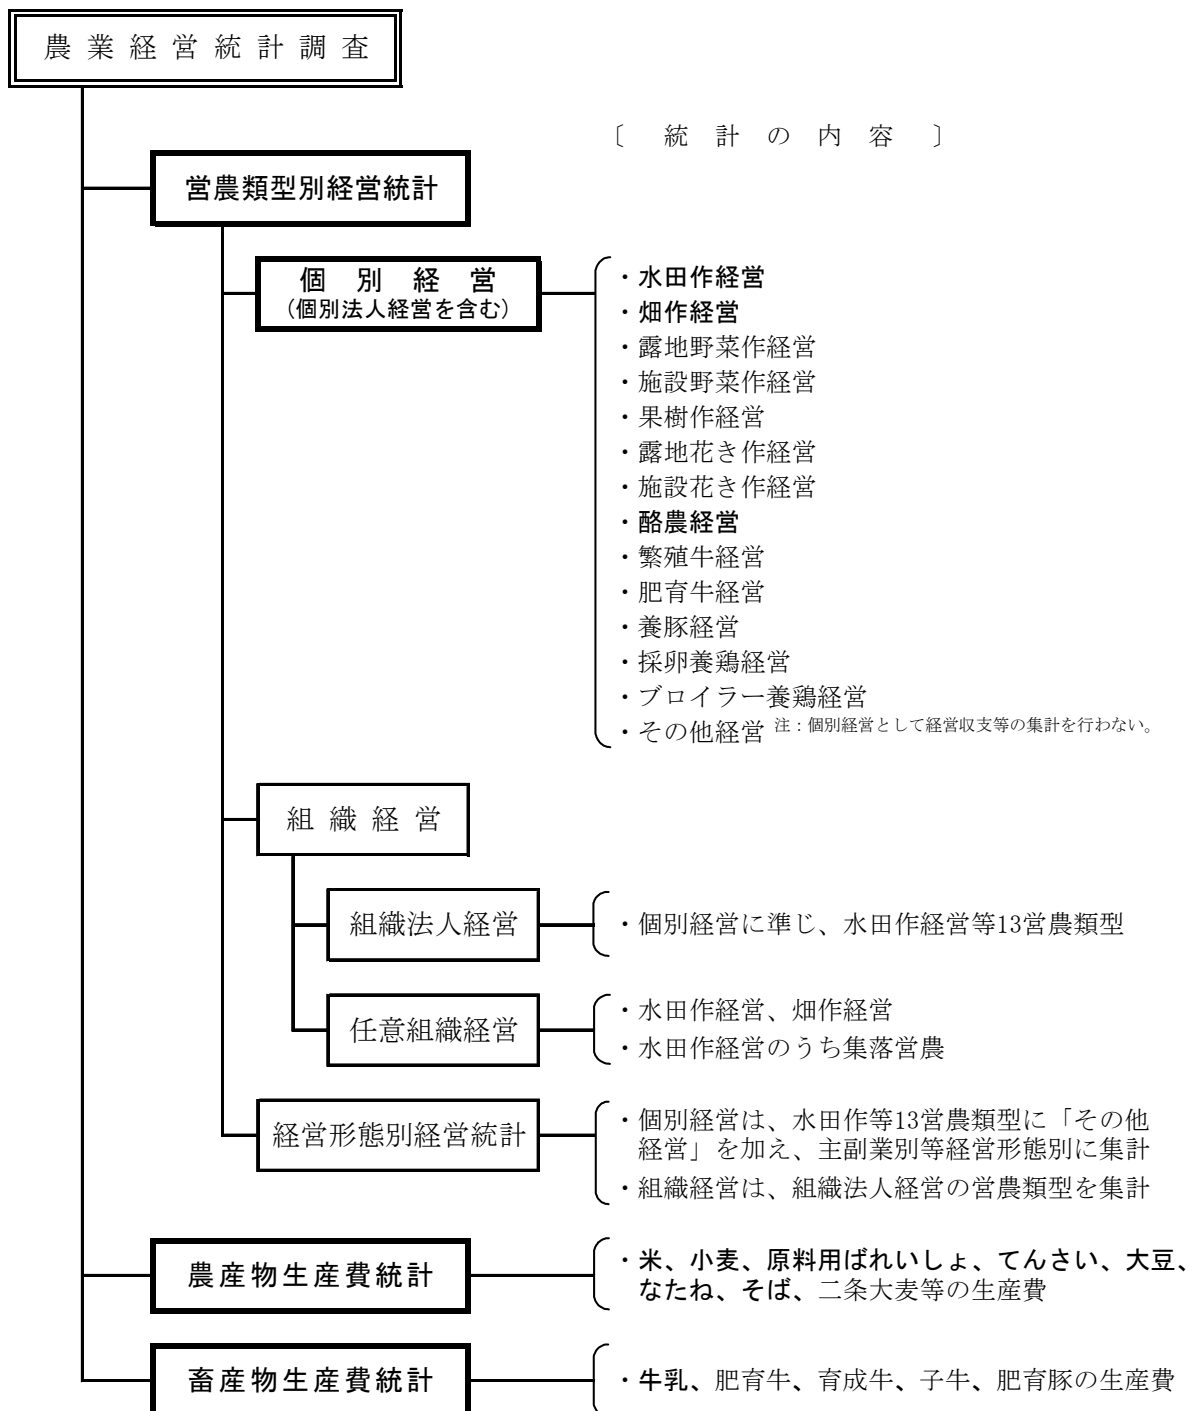 農業経営統計調査
〔 統計の内容 〕
営農類型別経営統計
個別経営
(個別法人経営を含む)
・水田作経営
・畑作経営
・露地野菜作経営
・施設野菜作経営
・果樹作経営
・露地花き作経営
・施設花き作経営
・酪農経営
・繁殖牛経営
・肥育牛経営
・養豚経営
・採卵養鶏経営
・ブロイラー養鶏経営
・その他経営 注：個別経営として経営収支等の集計を行わない。
組織経営
組織法人経営
・個別経営に準じ、水田作経営等13営農類型
任意組織経営
・水田作経営、畑作経営
・水田作経営のうち集落営農
経営形態別経営統計
・個別経営は、水田作等13営農類型に「その他
経営」を加え、主副業別等経営形態別に集計
・組織経営は、組織法人経営の営農類型を集計
農産物生産費統計
・米、小麦、原料用ばれいしょ、てんさい、大豆、
なたね、そば、二条大麦等の生産費
畜産物生産費統計
・牛乳、肥育牛、育成牛、子牛、肥育豚の生産費